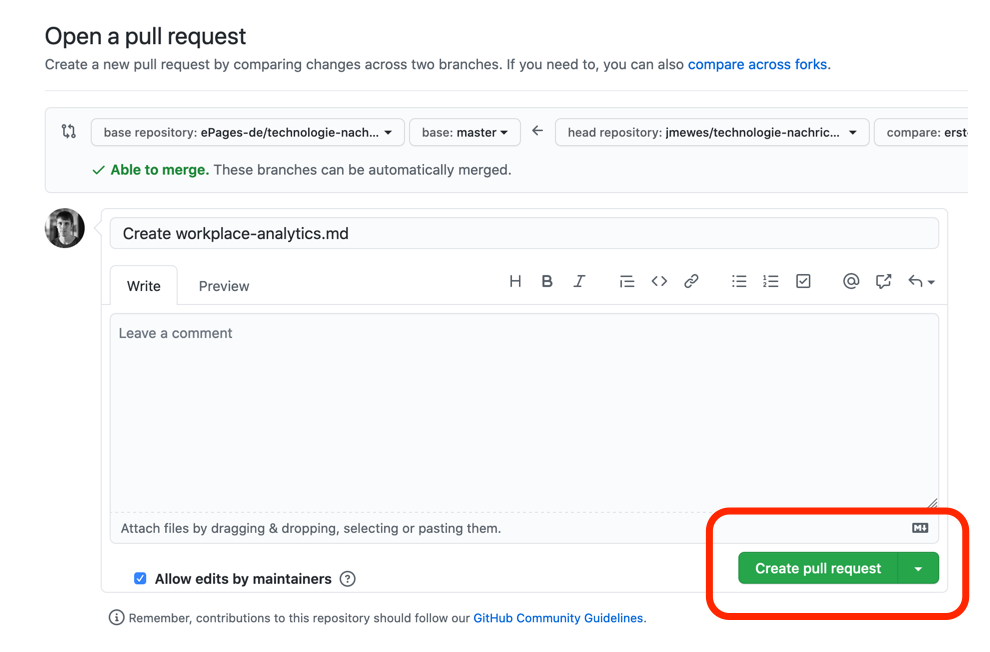 Open a pull request
Create a new pull request by comparing changes across two branches. If you need to, you can also compare across forks.
base repository: ePages-de/technologie-nach... base: master head repository: jmewes/technologie-nachric... compare: erst
Able to merge. These branches can be automatically merged.
Create workplace-analytics.md
Write Preview H B I
Leave a comment
Attach files by dragging & dropping, selecting or pasting them.
Create pull request
Allow edits by maintainers
Remember, contributions to this repository should follow our GitHub Community Guidelines.